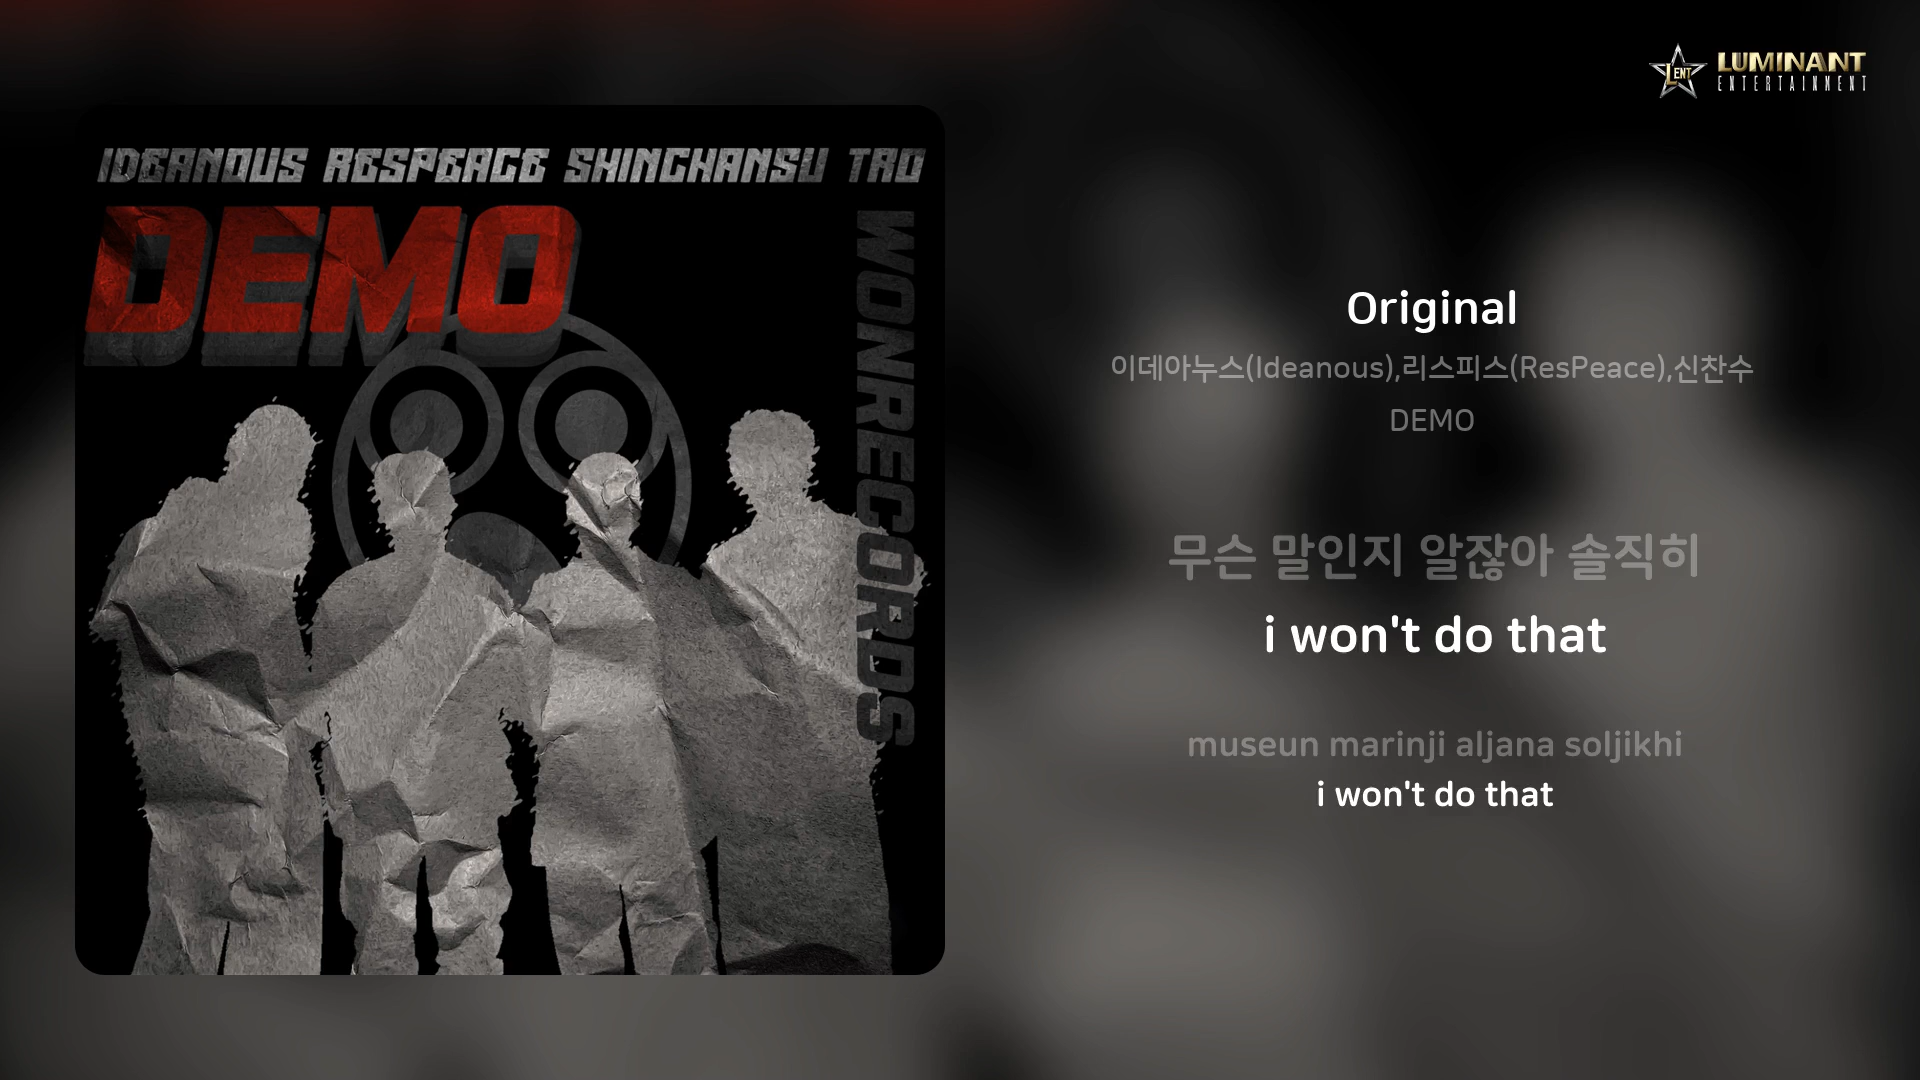 LENT LUMINANT
ENTERTAINMENT
IDEANOUS RESPEACE SHINCHANSU TAO
DEMO
WONRECORDS
Original
이데아누스(Ideanous),리스피스(ResPeace),신찬수
DEMO
무슨 말인지 알잖아 솔직히
i won't do that
museun marinji aljana soljikhi
i won't do that